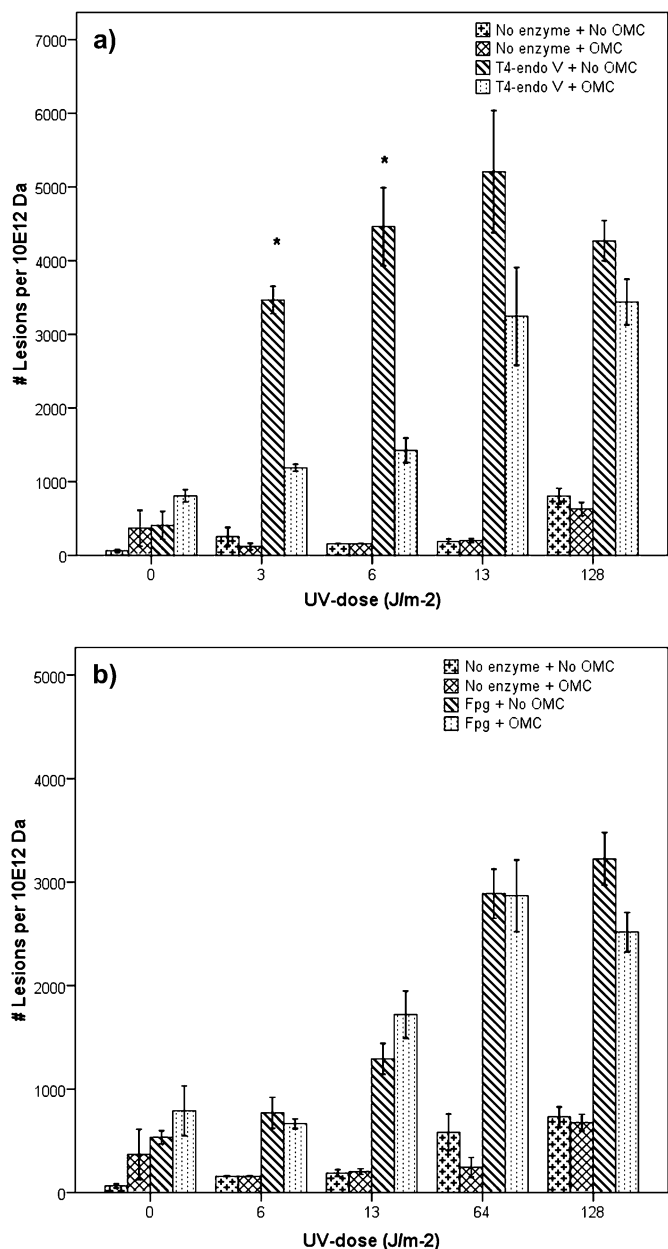 a)
No enzyme + No OMC
No enzyme + OMC
T4-endo V + No OMC
T4-endo V + OMC
7000
6000
5000
4000
3000
2000
1000
0
# Lesions per 10E12 Da
*
*
0 3 6 13 128
UV-dose (J/m-2)
b)
No enzyme + No OMC
No enzyme + OMC
Fpg + No OMC
Fpg + OMC
5000
4000
3000
2000
1000
0
# Lesions per 10E12 Da
0 6 13 64 128
UV-dose (J/m-2)